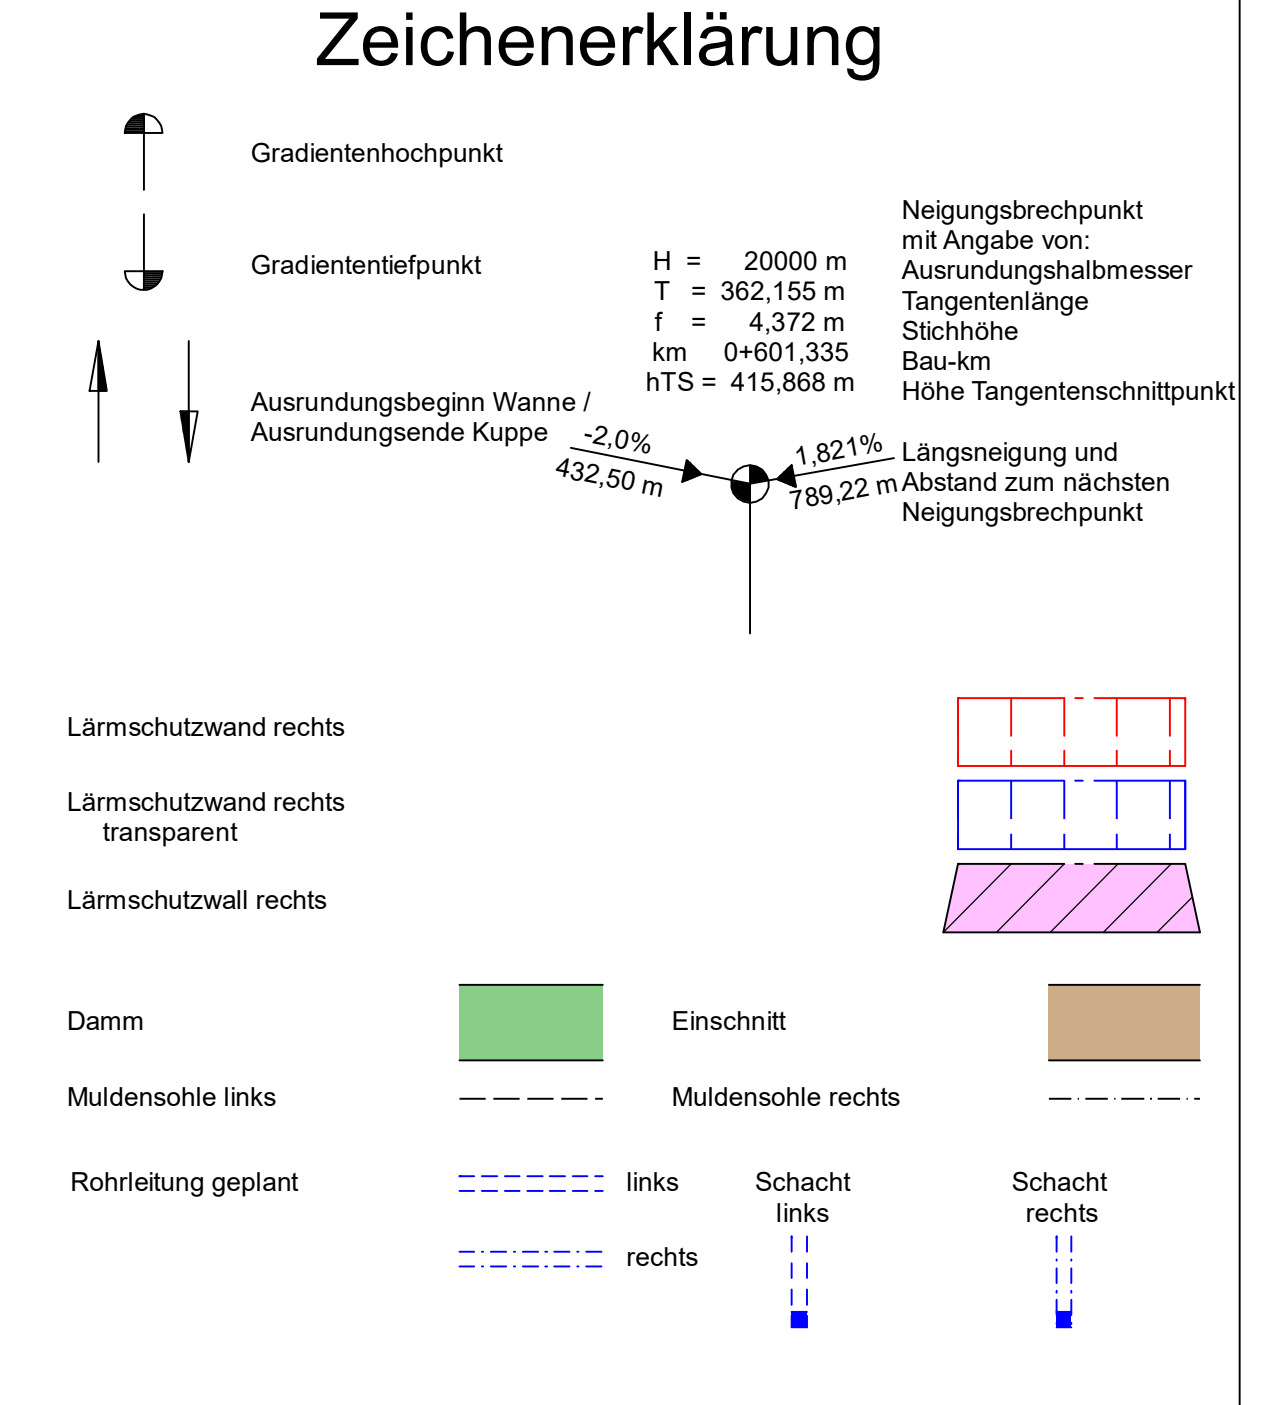 Zeichenerklärung
Gradientenhochpunkt
Gradiententiefpunkt
Ausrundungsbeginn Wanne /
Ausrundungsende Kuppe
H = 20000 m
T = 362,155 m
f = 4,372 m
km 0+601,335
hTS = 415,868 m
Neigungsbrechpunkt
mit Angabe von:
Ausrundungshalbmesser
Tangentenlänge
Stichhöhe
Bau-km
Höhe Tangentenschnittpunkt
-2,0%
432,50 m
1,821%
789,22 m
Längsneigung und
Abstand zum nächsten
Neigungsbrechpunkt
Lärmschutzwand rechts
Lärmschutzwand rechts
transparent
Lärmschutzwall rechts
Damm
Einschnitt
Muldensohle links
Muldensohle rechts
Rohrleitung geplant
links
rechts
Schacht
links
Schacht
rechts